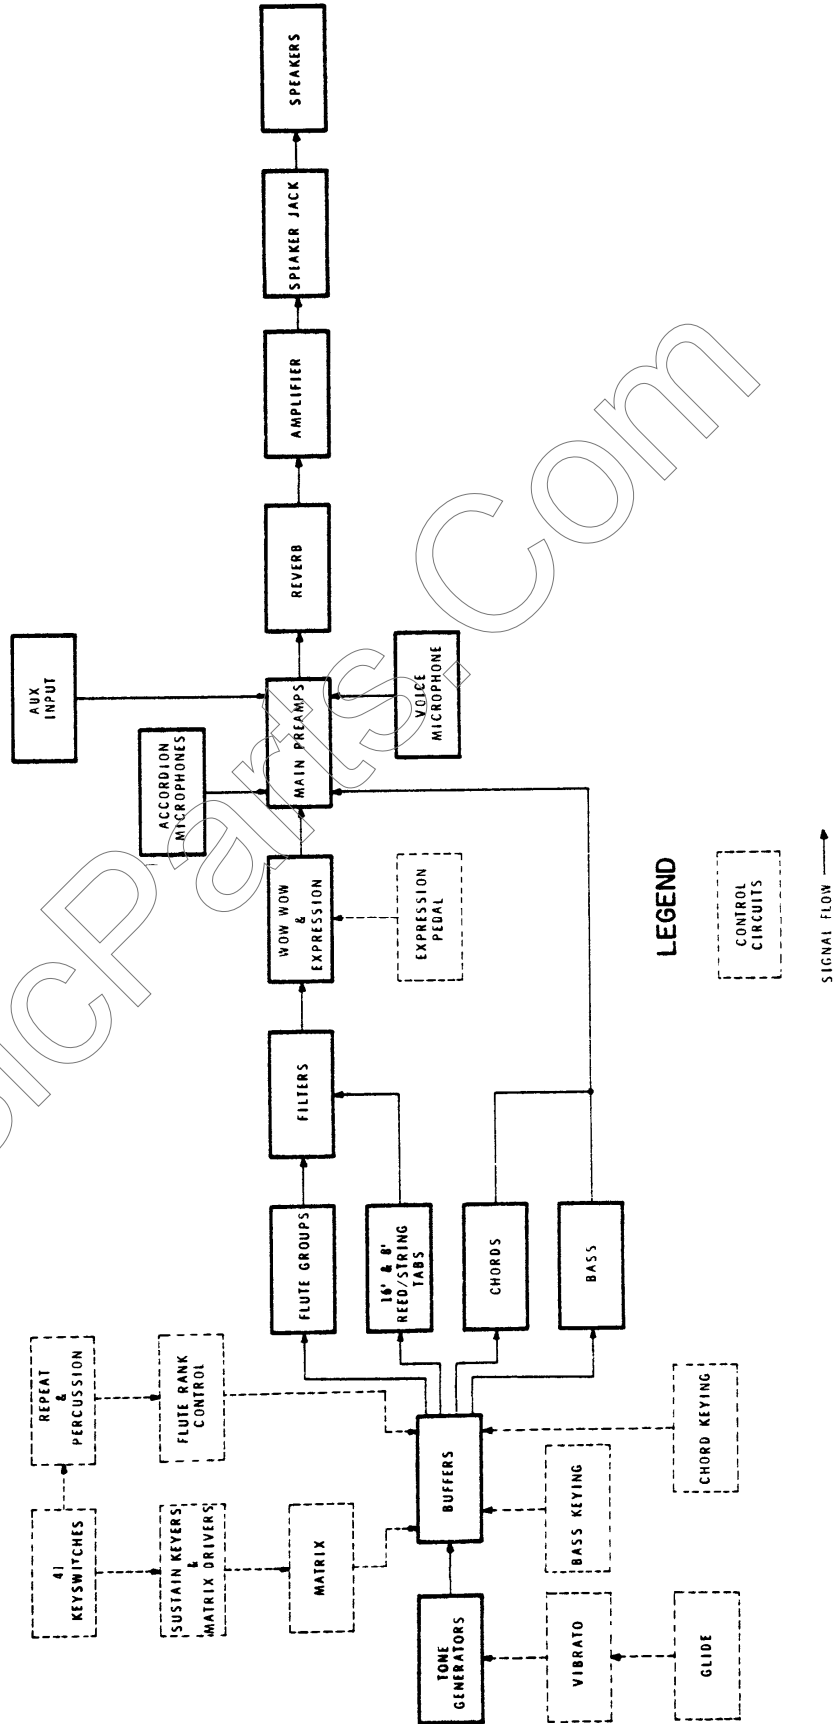 41
KEYSWITCHES
REPEAT
&
PERCUSSION
SUSTAIN KEYERS
&
MATRIX DRIVERS
FLUTE RANK
CONTROL
MATRIX
TONE
GENERATORS
BUFFERS
VIBRATO
BASS KEYING
GLIDE
CHORD KEYING
FLUTE GROUPS
16' & 8'
REED/STRING
TABS
CHORDS
BASS
FILTERS
WOW WOW
&
EXPRESSION
EXPRESSION
PEDAL
ACCORDION
MICROPHONES
AUX
INPUT
MAIN PREAMPS
VOICE
MICROPHONE
REVERB
AMPLIFIER
SPEAKER JACK
SPEAKERS
LEGEND
CONTROL
CIRCUITS
SIGNAL FLOW
icParts.Com